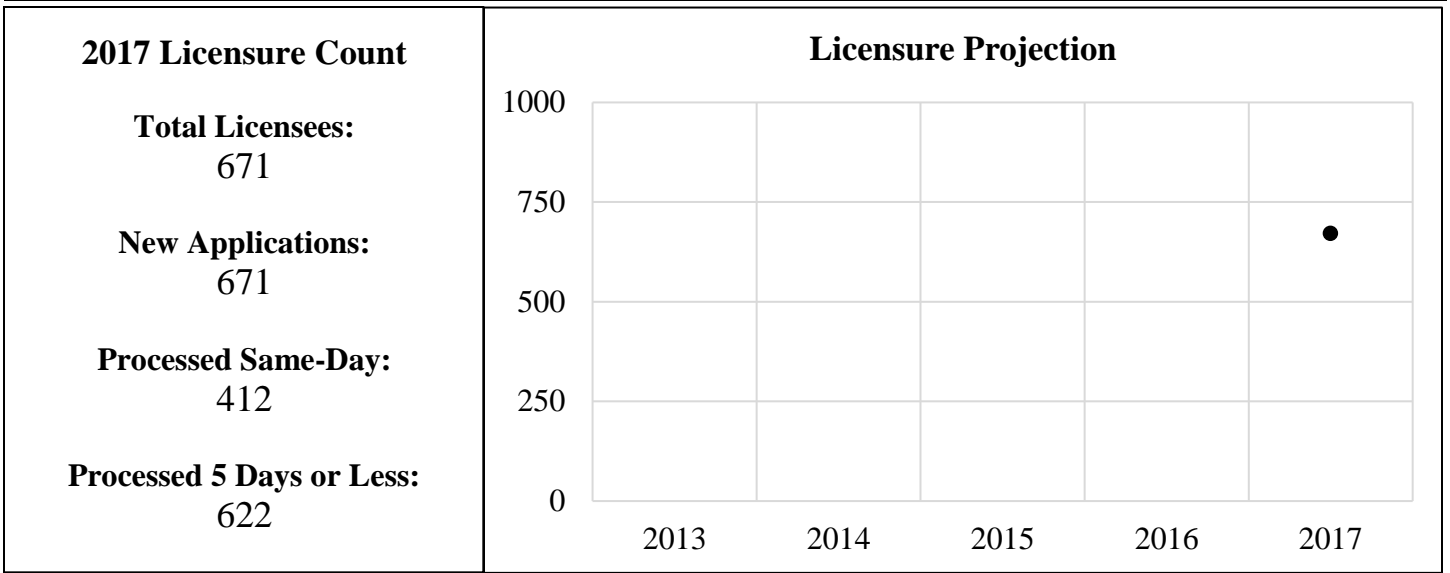 2017 Licensure Count
Total Licensees:
671
New Applications:
671
Processed Same-Day:
412
Processed 5 Days or Less:
622
Licensure Projection
1000
750
500
250
0
2013 2014 2015 2016 2017